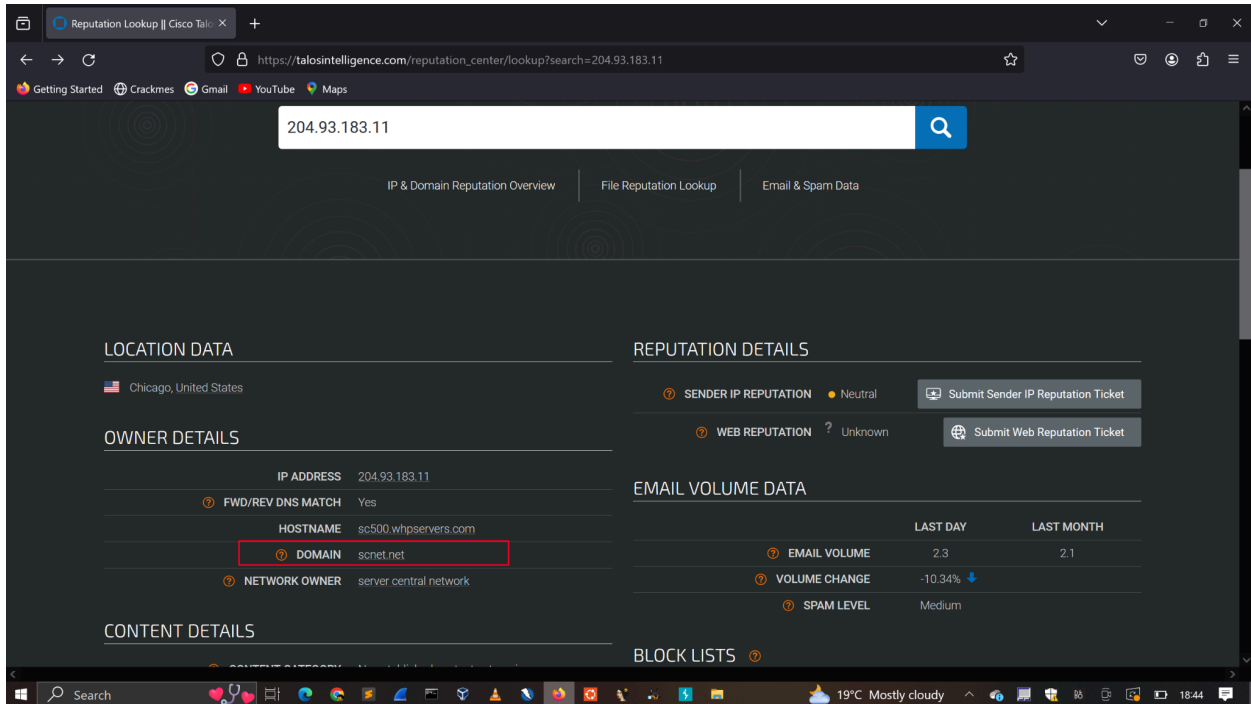 Reputation Lookup || Cisco Talo
https://talosintelligence.com/reputation_center/lookup?search=204.93.183.11
Getting Started Crackmes Gmail YouTube Maps
204.93.183.11
IP & Domain Reputation Overview File Reputation Lookup Email & Spam Data
LOCATION DATA
Chicago, United States
OWNER DETAILS
IP ADDRESS 204.93.183.11
FWD/REV DNS MATCH Yes
HOSTNAME sc500.whpservers.com
DOMAIN scnet.net
NETWORK OWNER server central network
CONTENT DETAILS
REPUTATION DETAILS
SENDER IP REPUTATION Neutral Submit Sender IP Reputation Ticket
WEB REPUTATION ? Unknown Submit Web Reputation Ticket
EMAIL VOLUME DATA
LAST DAY LAST MONTH
EMAIL VOLUME 2.3 2.1
VOLUME CHANGE -10.34%
SPAM LEVEL Medium
BLOCK LISTS
Search 19°C Mostly cloudy 18:44